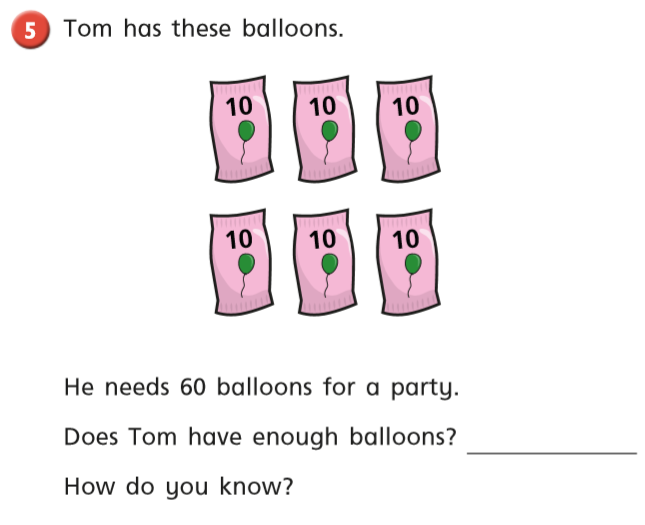 5 Tom has these balloons.
10 10 10
10 10 10
He needs 60 balloons for a party.
Does Tom have enough balloons?
How do you know?